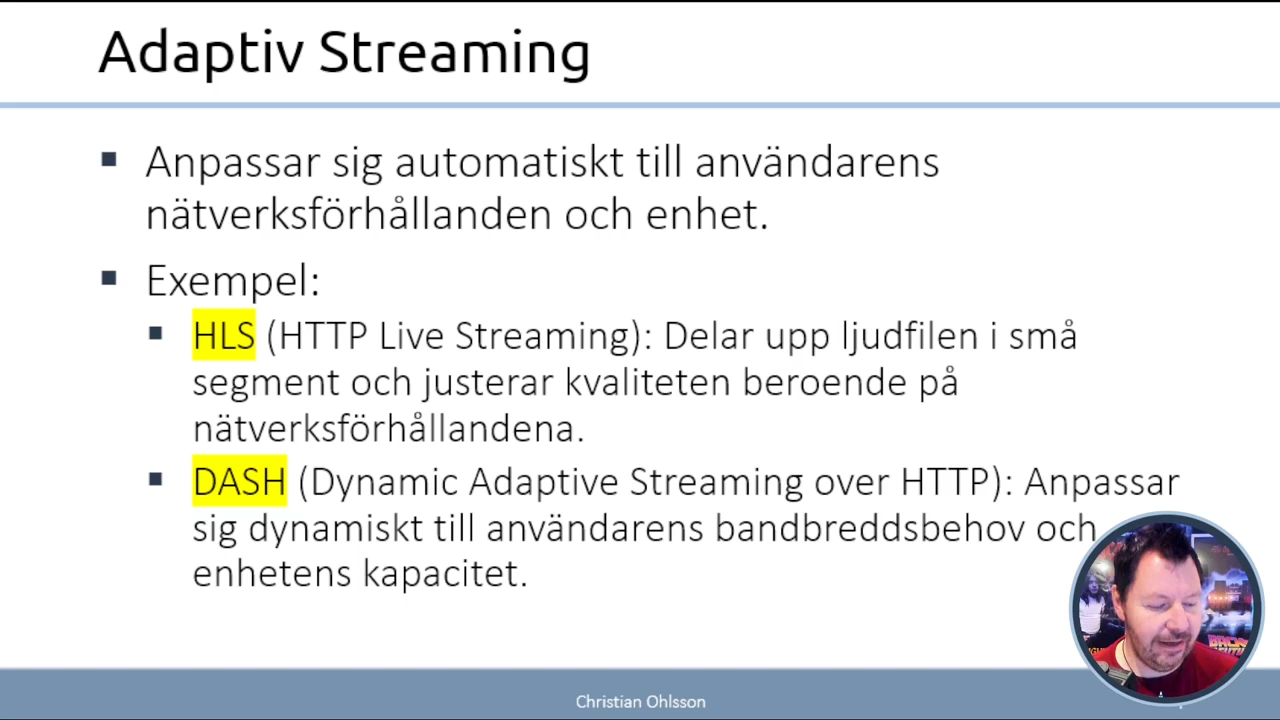 Adaptiv Streaming
Anpassar sig automatiskt till användarens
nätverksförhållanden och enhet.
Exempel:
HLS (HTTP Live Streaming): Delar upp ljudfilen i små
segment och justerar kvaliteten beroende på
nätverksförhållandena.
DASH (Dynamic Adaptive Streaming over HTTP): Anpassar
sig dynamiskt till användarens bandbreddsbehov och
enhetens kapacitet.
Christian Ohlsson